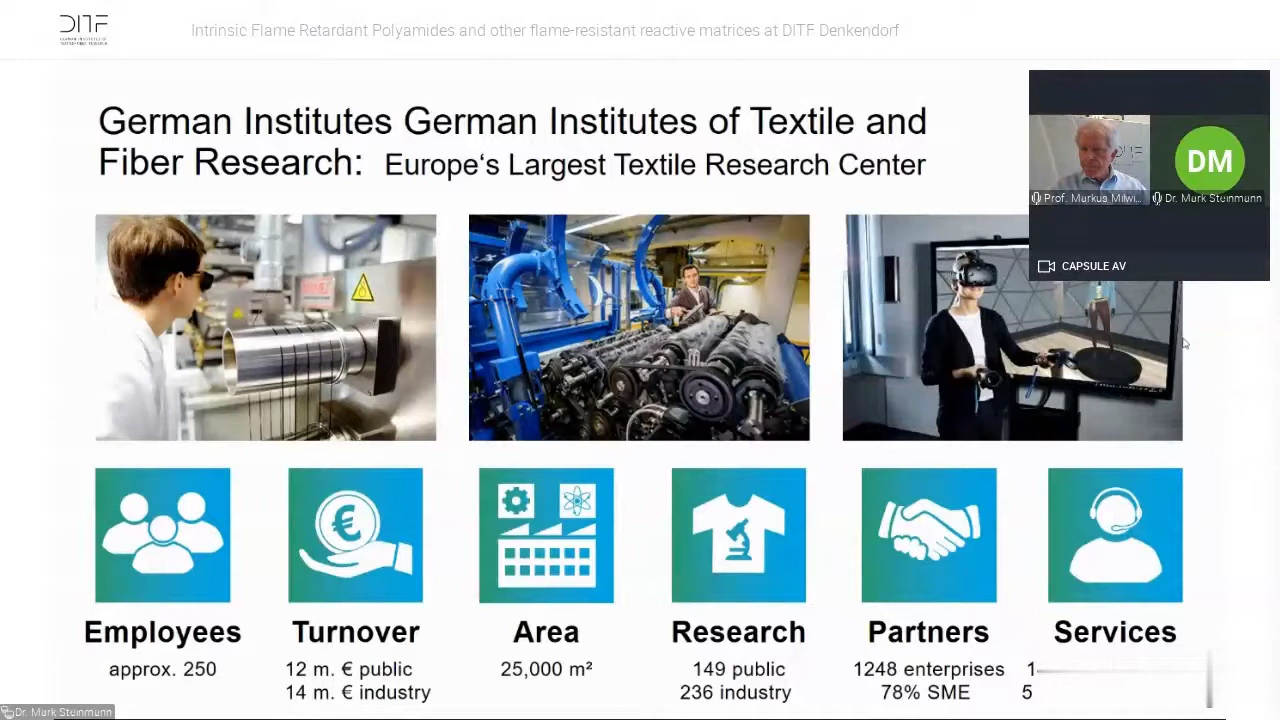 DITF
Intrinsic Flame Retardant Polyamides and other flame-resistant reactive matrices at DITF Denkendorf
German Institutes German Institutes of Textile and
Fiber Research: Europe‘s Largest Textile Research Center
DM
Prof. Markus Milwi...
Dr. Mark Steinmann
CAPSULE AV
€
Employees
approx. 250
Turnover
12 m. € public
14 m. € industry
Area
25,000 m²
Research
149 public
236 industry
Partners
1248 enterprises
78% SME
Services
1
5
Dr. Mark Steinmann